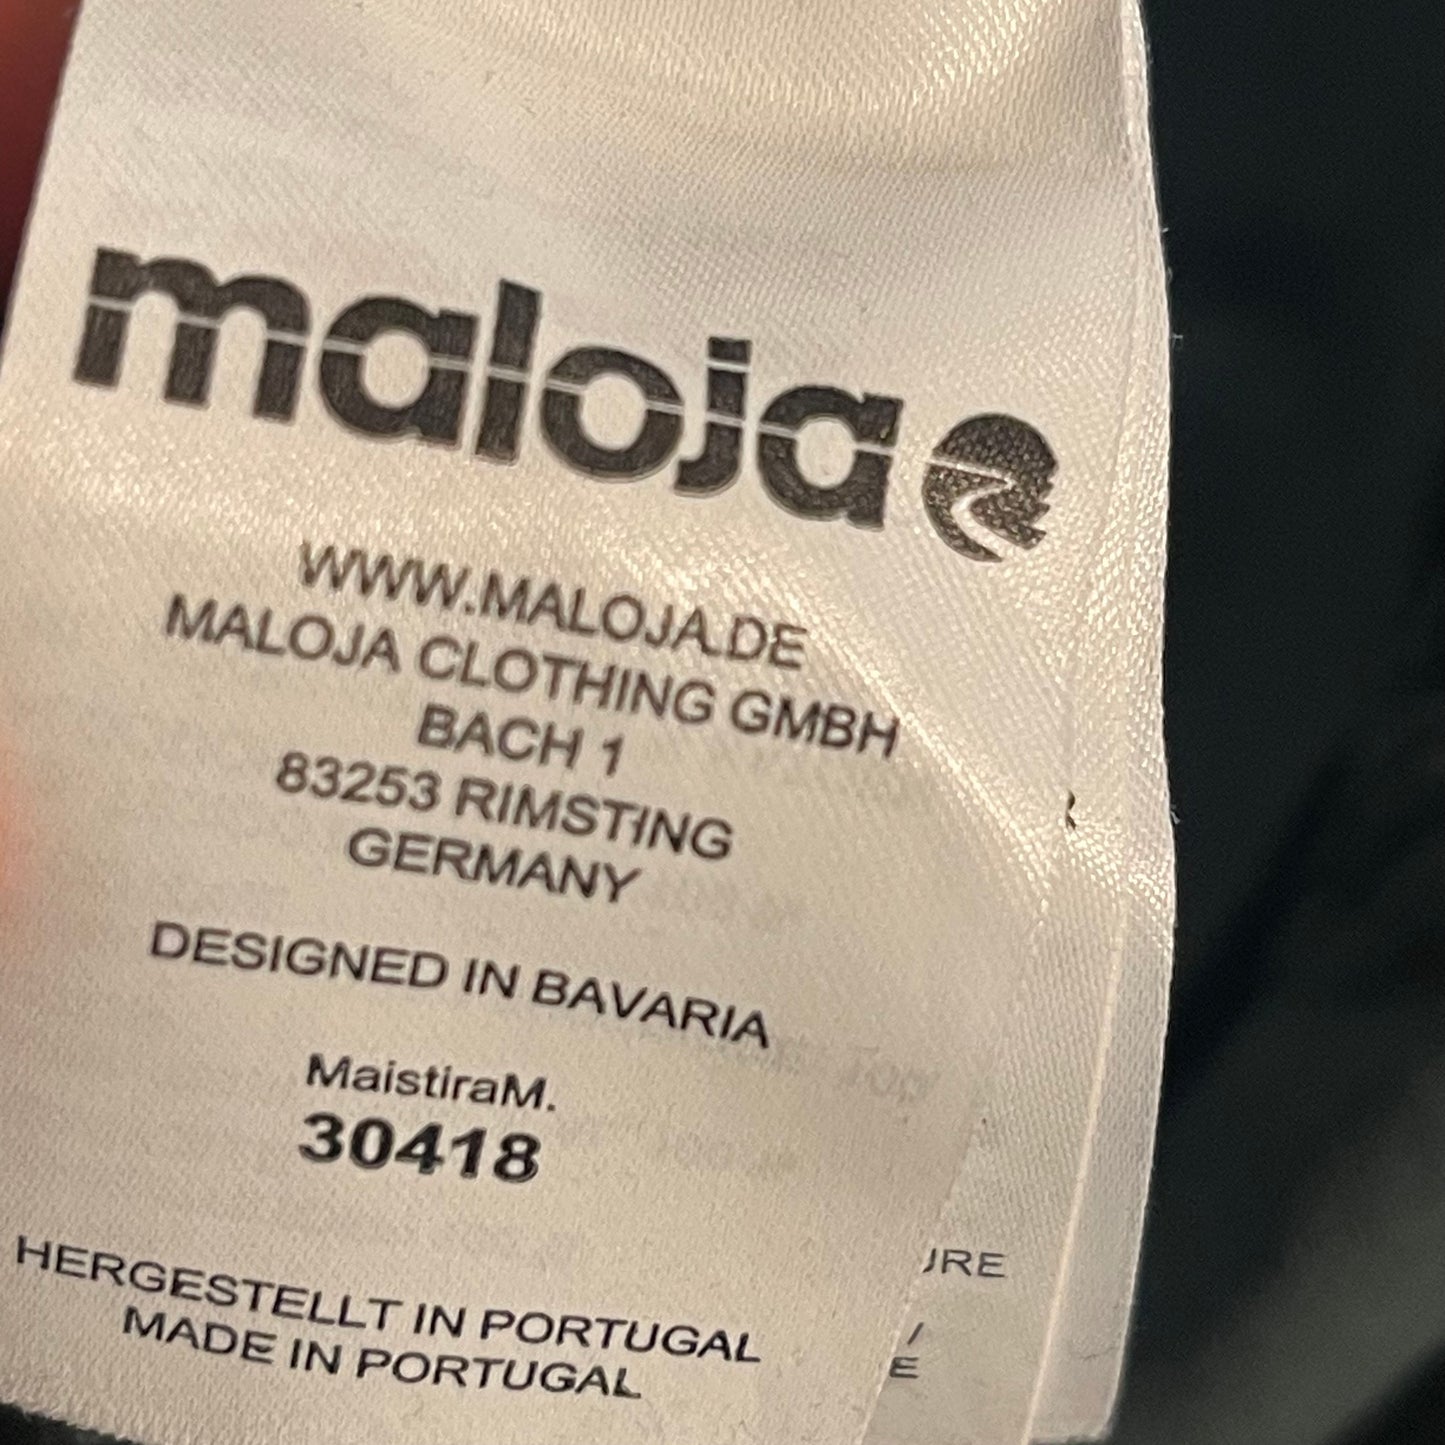 maloja
WWW.MALOJA.DE
MALOJA CLOTHING GMBH
BACH 1
83253 RIMSTING
GERMANY
DESIGNED IN BAVARIA
MaistiraM.
30418
HERGESTELLT IN PORTUGAL
MADE IN PORTUGAL